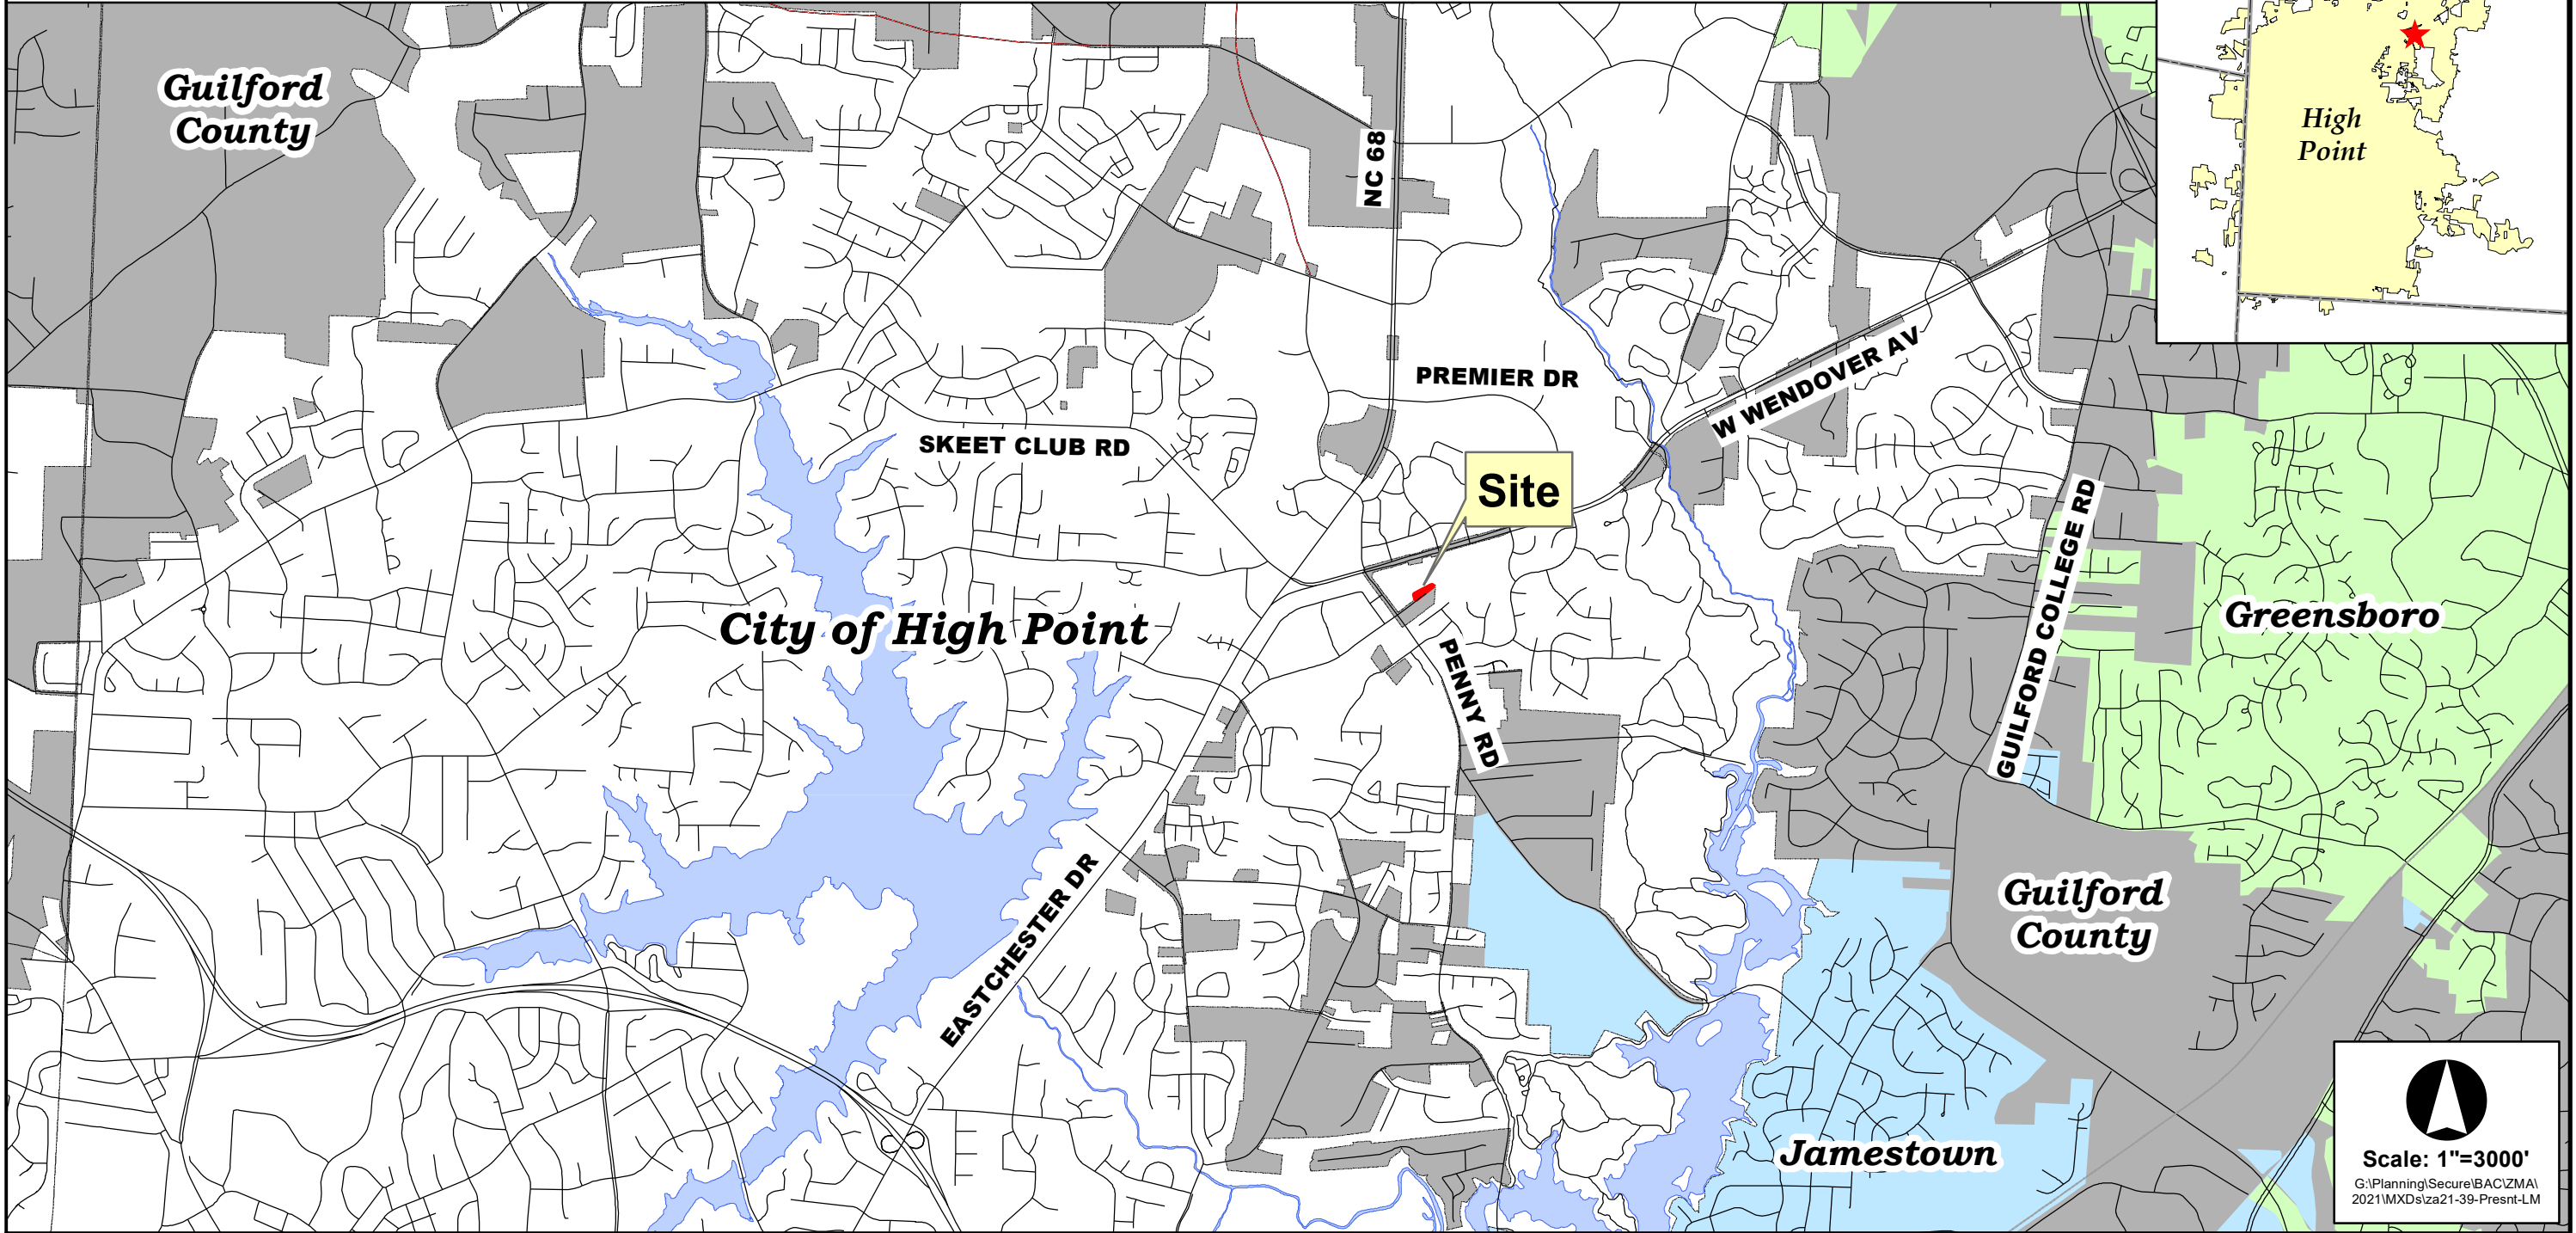 Guilford
County
High
Point
NC 68
PREMIER DR
W WENDOVER AV
SKEET CLUB RD
Site
GUILFORD COLLEGE RD
City of High Point
Greensboro
PENNY RD
EASTCHESTER DR
Guilford
County
Jamestown
Scale: 1"=3000'
G:\Planning\Secure\BAC\ZMA\
2021\MXDs\za21-39-Presnt-LM